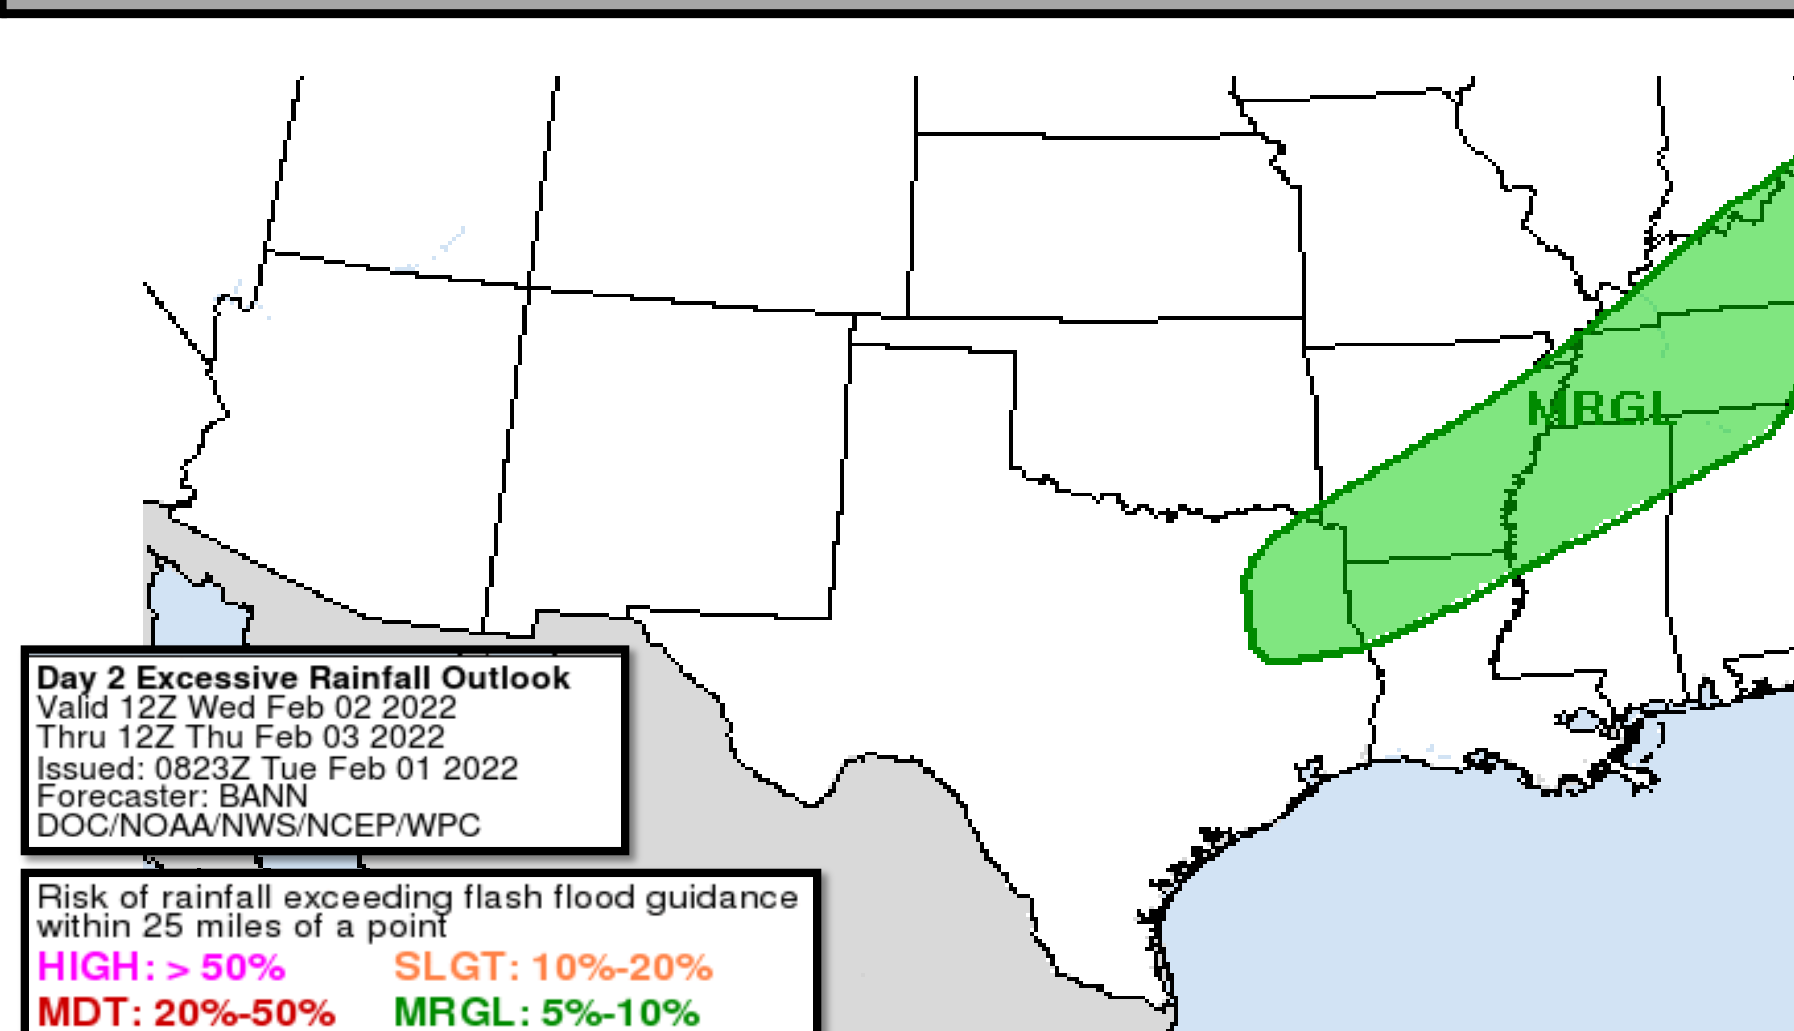 MRGL
Day 2 Excessive Rainfall Outlook
Valid 12Z Wed Feb 02 2022
Thru 12Z Thu Feb 03 2022
Issued: 0823Z Tue Feb 01 2022
Forecaster: BANN
DOC/NOAA/NWS/NCEP/WPC
Risk of rainfall exceeding flash flood guidance
within 25 miles of a point
HIGH: > 50% SLGT: 10%-20%
MDT: 20%-50% MRGL: 5%-10%